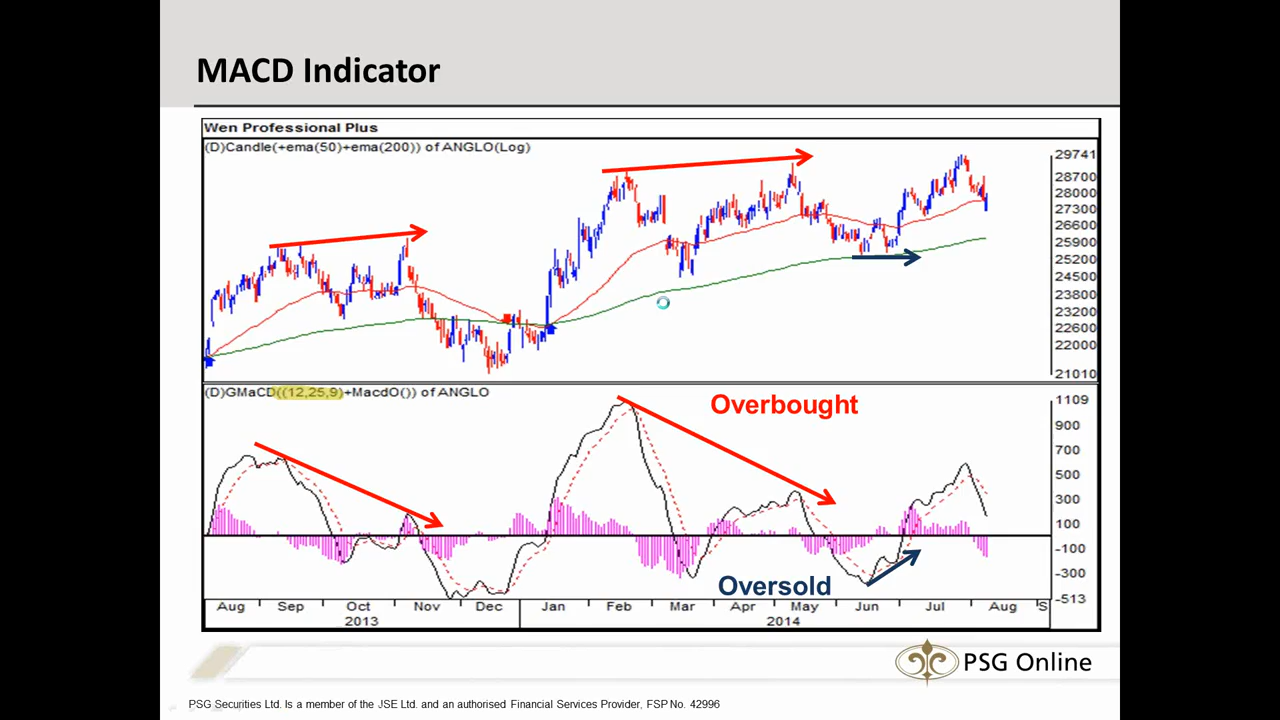 MACD Indicator
Wen Professional Plus
(D)Candle(+ema(50)+ema(200)) of ANGLO(Log)
29741
28700
28000
27300
26600
25900
25200
24500
23800
23200
22600
22000
21010
(D)GMaCD((12,25,9)+MacdO()) of ANGLO
Overbought
1109
900
700
500
300
100
-100
-300
-513
Oversold
Aug Sep Oct Nov Dec Jan Feb Mar Apr May Jun Jul Aug S
2013 2014
PSG Online
PSG Securities Ltd. Is a member of the JSE Ltd. and an authorised Financial Services Provider, FSP No. 42996